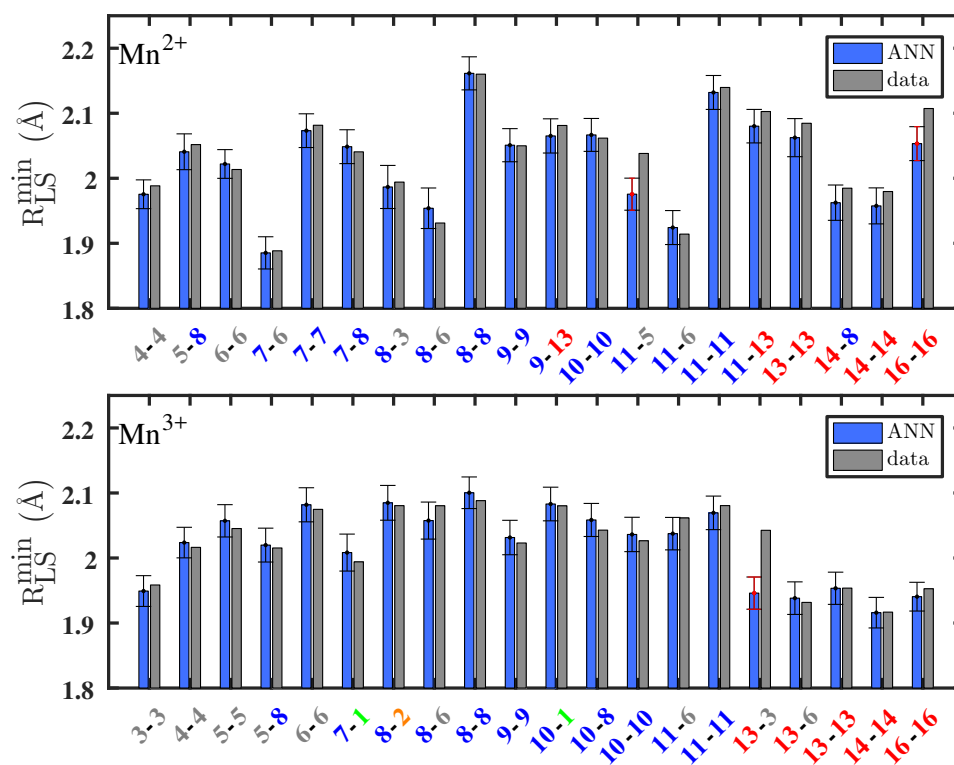 Mn2+
ANN
data
2.2
2.1
2
1.9
1.8
RLSmin (Å)
4-4 5-8 6-6 7-6 7-7 7-8 8-3 8-6 8-8 9-9 9-13 10-10 11-5 11-6 11-11 11-13 13-13 14-8 14-14 16-16
Mn3+
ANN
data
2.2
2.1
2
1.9
1.8
RLSmin (Å)
3-3 4-4 5-5 5-8 6-6 7-1 8-2 8-6 8-8 9-9 10-1 10-8 10-10 11-6 11-11 13-3 13-6 13-13 14-14 16-16